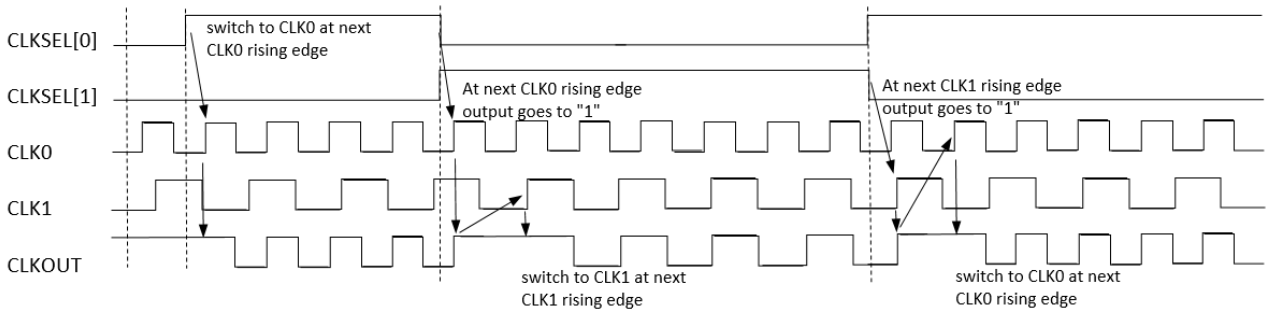 CLKSEL[0]
switch to CLK0 at next
CLK0 rising edge
CLKSEL[1]
At next CLK0 rising edge
output goes to "1"
At next CLK1 rising edge
output goes to "1"
CLK0
CLK1
CLKOUT
switch to CLK1 at next
CLK1 rising edge
switch to CLK0 at next
CLK0 rising edge